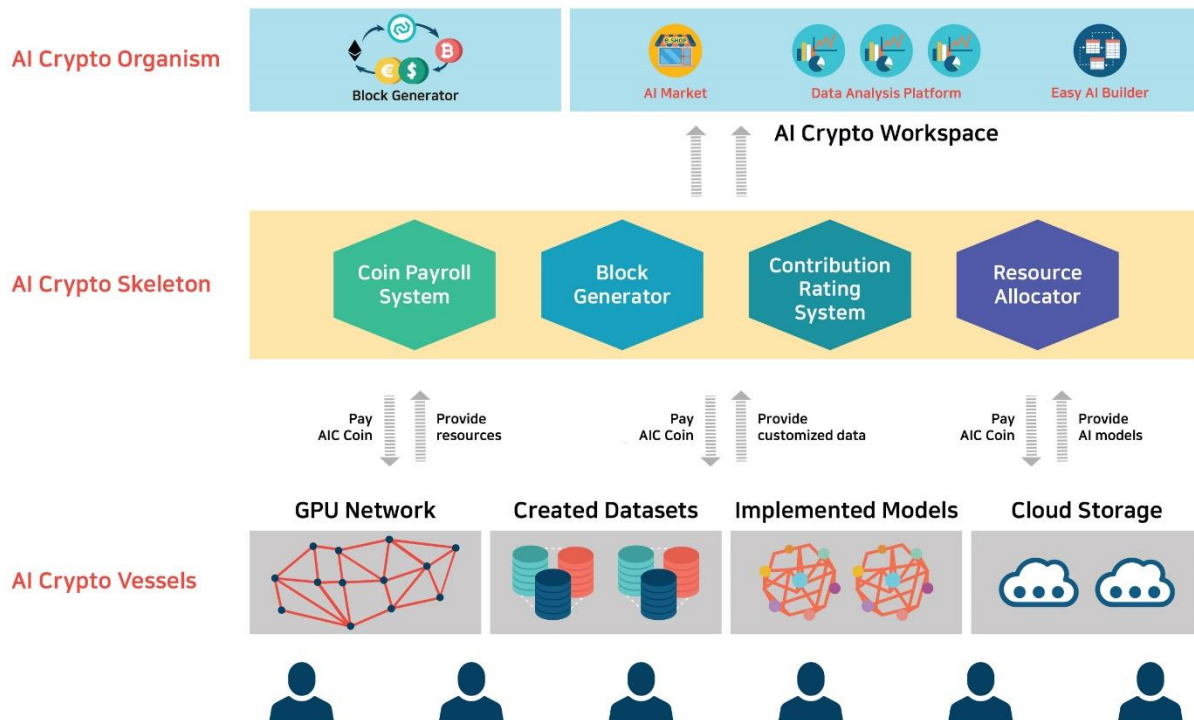 AI Crypto Organism
Block Generator
E-SHOP
AI Market
Data Analysis Platform
Easy AI Builder
AI Crypto Workspace
AI Crypto Skeleton
Coin Payroll
System
Block
Generator
Contribution
Rating
System
Resource
Allocator
Pay
AIC Coin
Provide
resources
Pay
AIC Coin
Provide
customized data
Pay
AIC Coin
Provide
AI models
GPU Network
Created Datasets
Implemented Models
Cloud Storage
AI Crypto Vessels